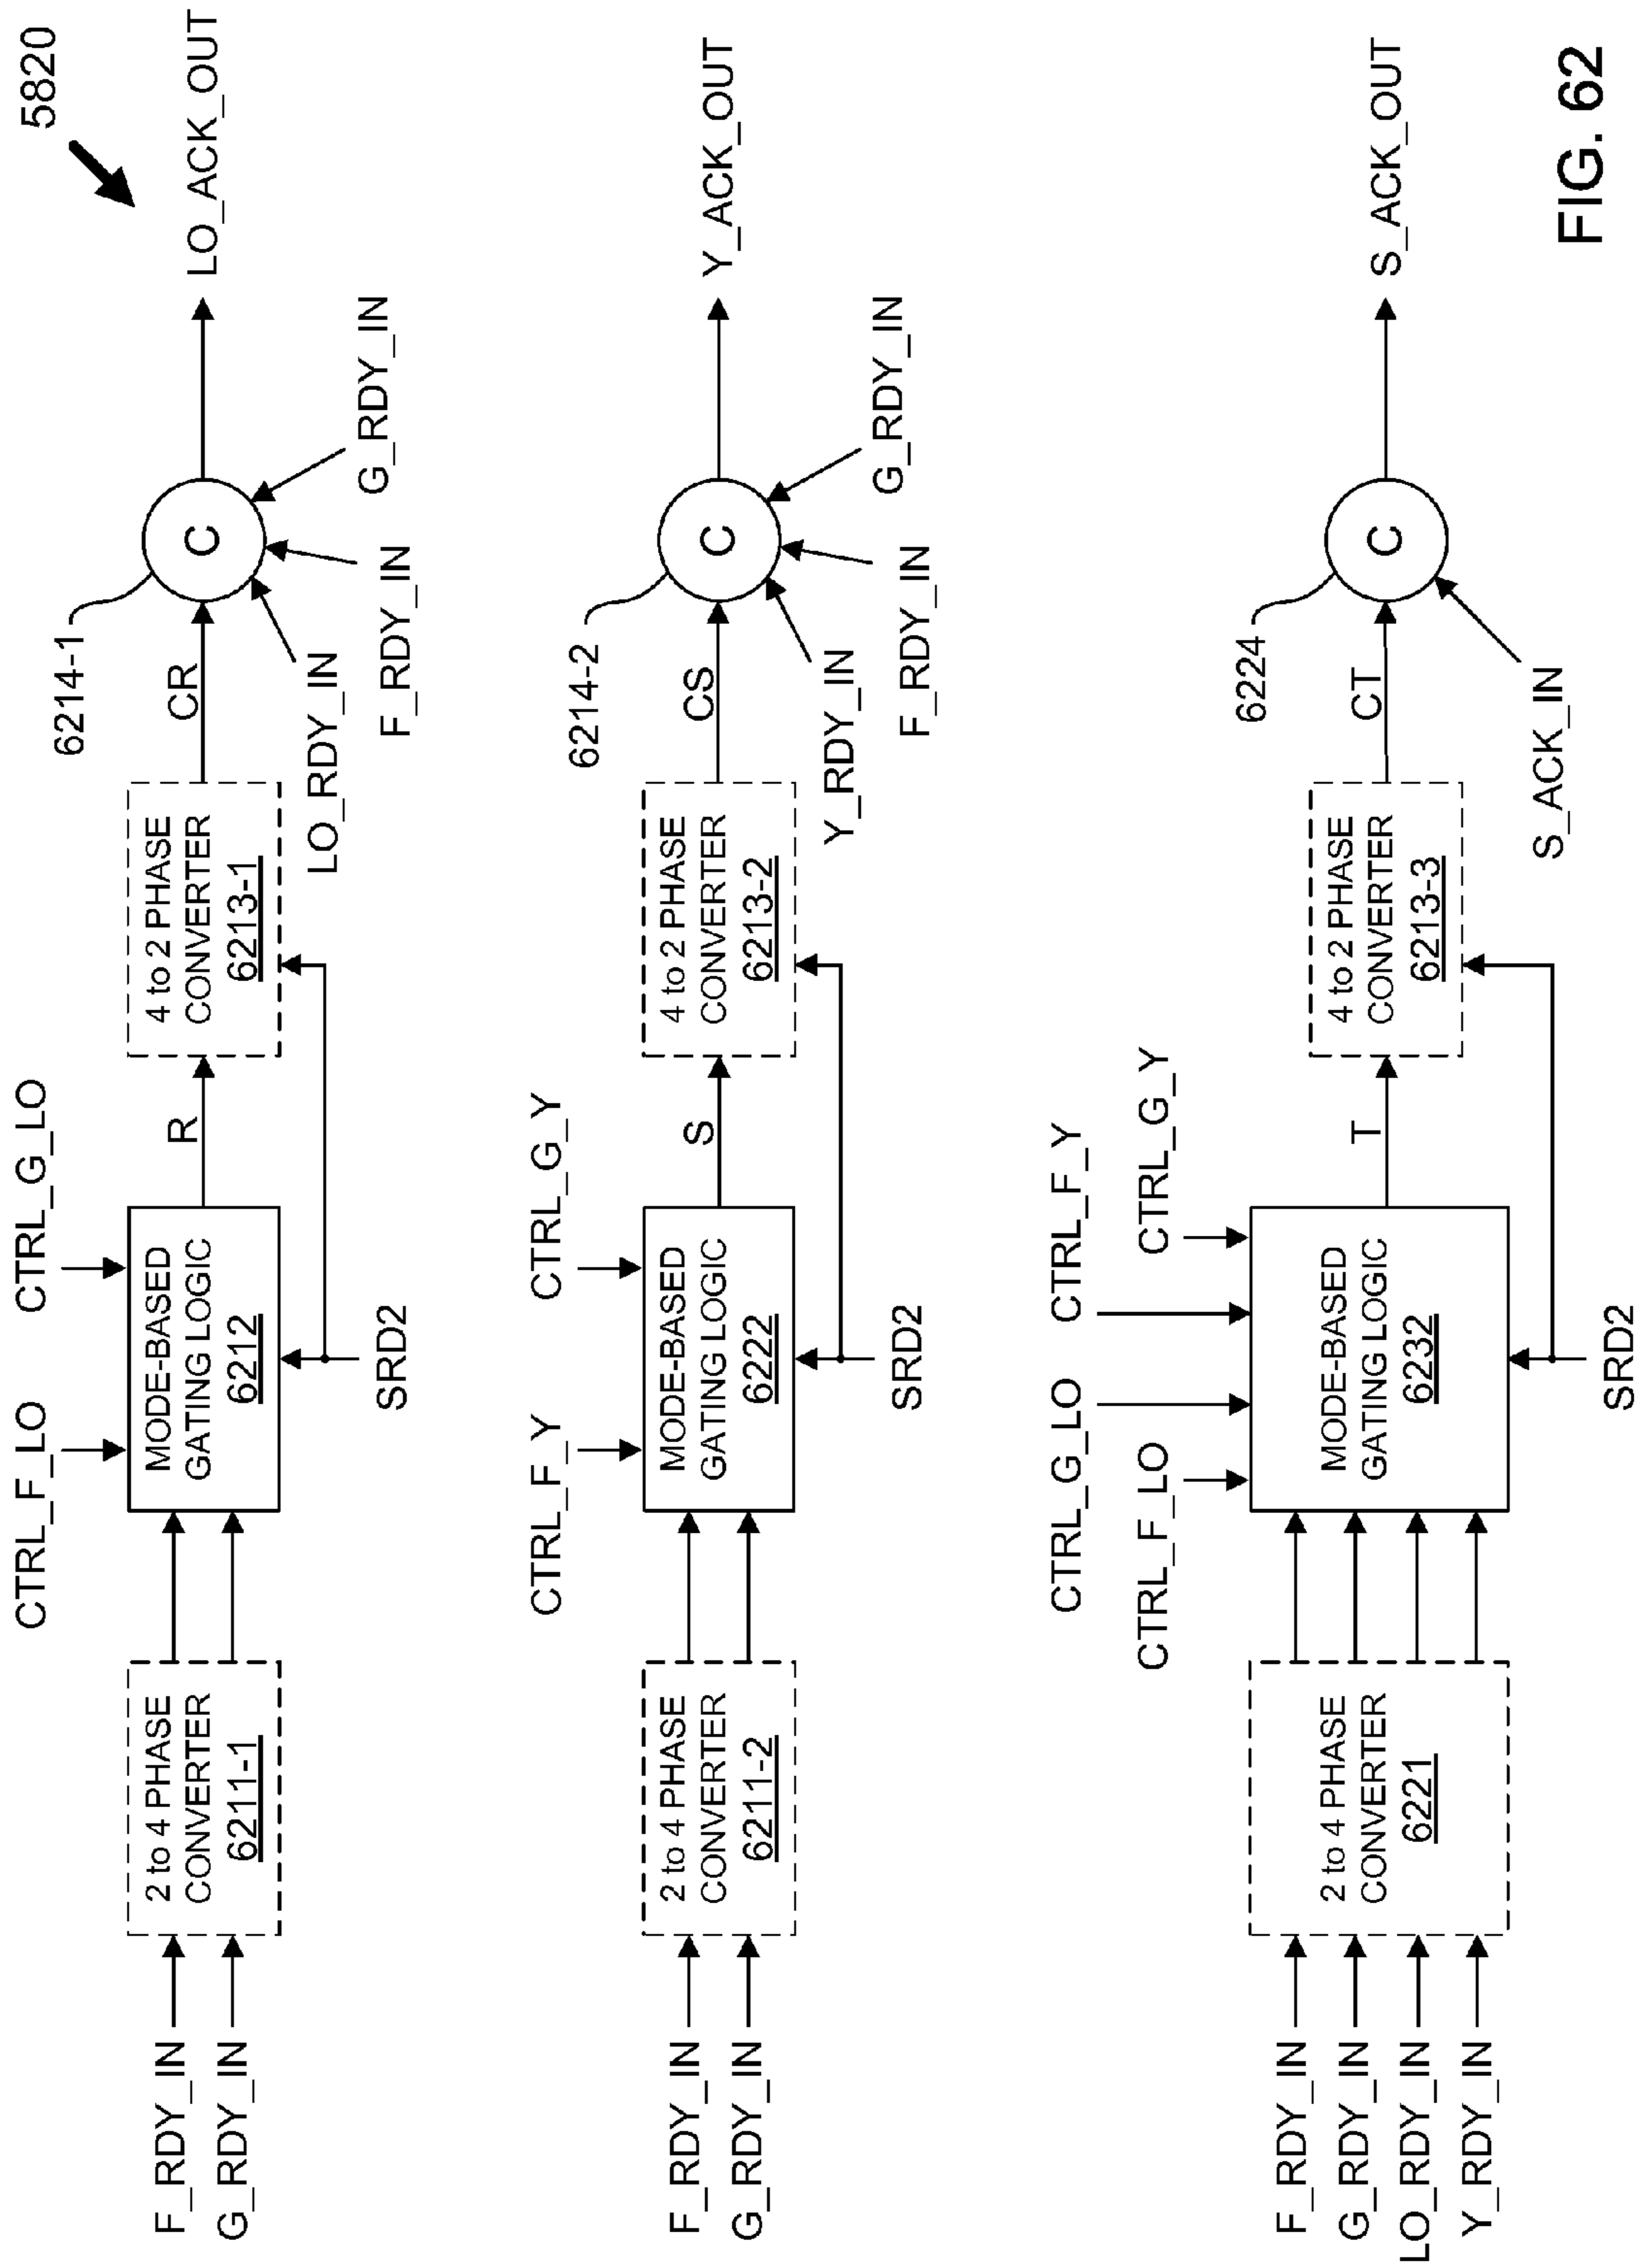 5820
CTRL_F_LO
CTRL_G_LO
F_RDY_IN
G_RDY_IN
2 to 4 PHASE
CONVERTER
6211-1
MODE-BASED
GATING LOGIC
6212
R
4 to 2 PHASE
CONVERTER
6213-1
CR
6214-1
C
LO_ACK_OUT
SRD2
LO_RDY_IN
F_RDY_IN
G_RDY_IN
CTRL_F_Y
CTRL_G_Y
F_RDY_IN
G_RDY_IN
2 to 4 PHASE
CONVERTER
6211-2
MODE-BASED
GATING LOGIC
6222
S
4 to 2 PHASE
CONVERTER
6213-2
CS
6214-2
C
Y_ACK_OUT
SRD2
Y_RDY_IN
F_RDY_IN
G_RDY_IN
CTRL_G_LO
CTRL_F_Y
CTRL_F_LO
CTRL_G_Y
F_RDY_IN
G_RDY_IN
LO_RDY_IN
Y_RDY_IN
2 to 4 PHASE
CONVERTER
6221
MODE-BASED
GATING LOGIC
6232
T
4 to 2 PHASE
CONVERTER
6213-3
CT
6224
C
S_ACK_OUT
SRD2
S_ACK_IN
FIG. 62